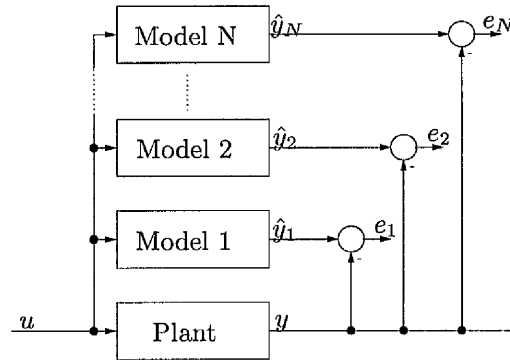 Model N ŷ_N e_N
-
Model 2 ŷ_2 e_2
-
Model 1 ŷ_1 e_1
-
u Plant y